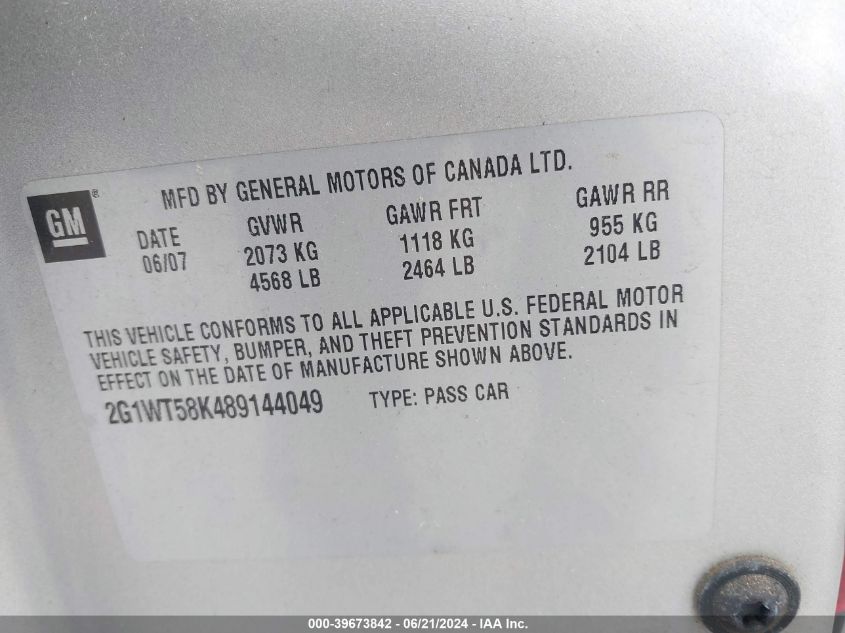 MFD BY GENERAL MOTORS OF CANADA LTD.
GM®
DATE GVWR GAWR FRT GAWR RR
06/07 2073 KG 1118 KG 955 KG
4568 LB 2464 LB 2104 LB
THIS VEHICLE CONFORMS TO ALL APPLICABLE U.S. FEDERAL MOTOR
VEHICLE SAFETY, BUMPER, AND THEFT PREVENTION STANDARDS IN
EFFECT ON THE DATE OF MANUFACTURE SHOWN ABOVE.
2G1WT58K489144049 TYPE: PASS CAR
000-39673842 - 06/21/2024 - IAA Inc.